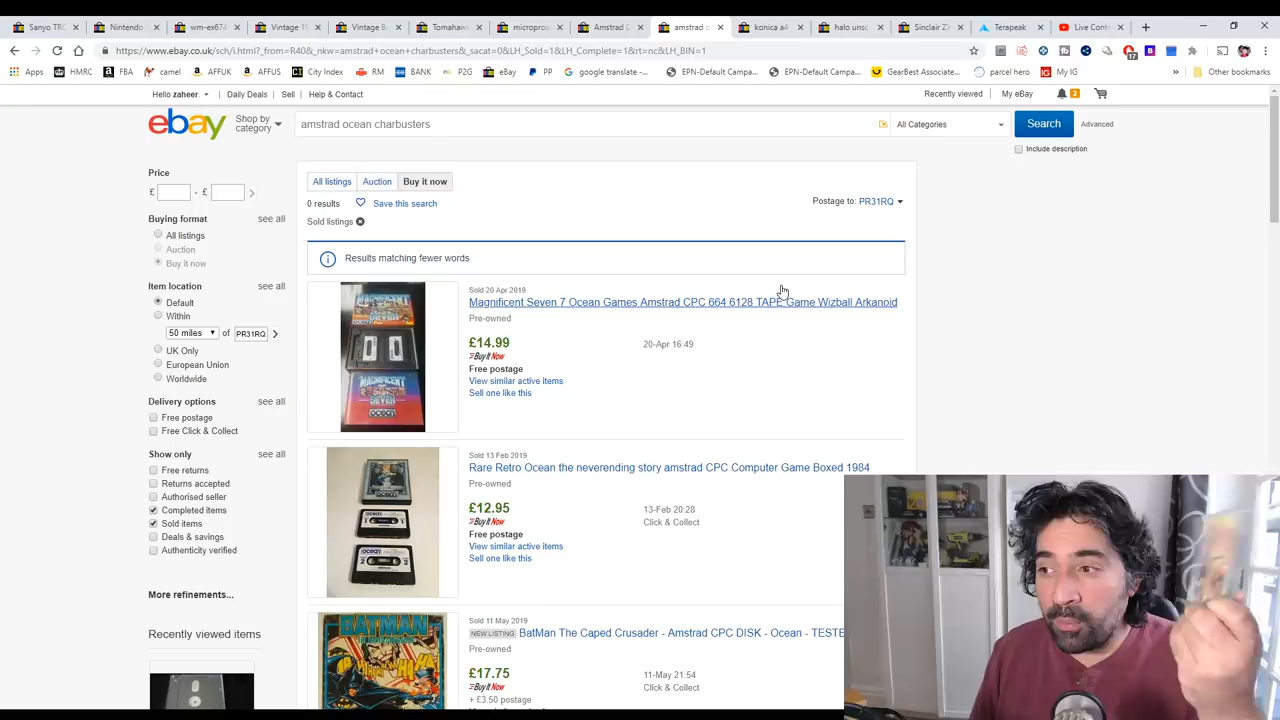 Sanyo TRC
Nintendo
wm-ex674
Vintage 18
Vintage Ba
Tomahawk
micropros
Amstrad C
amstrad o
konica a4
halo unsc
Sinclair ZX
Terapeak
Live Contr
https://www.ebay.co.uk/sch/i.html?_from=R40&_nkw=amstrad+ocean+charbusters&_sacat=0&LH_Sold=1&LH_Complete=1&rt=nc&LH_BIN=1
17
Apps HMRC FBA camel AFFUK AFFUS City Index RM BANK P2G eBay PP google translate -... EPN-Default Campa... EPN-Default Campa... GearBest Associate... parcel hero My IG » Other bookmarks
Hello zaheer. Daily Deals Sell Help & Contact Recently viewed My eBay 2
ebay Shop by category amstrad ocean charbusters All Categories Search Advanced
Include description
Price
£ - £
Buying format see all
All listings
Auction
Buy it now
Item location see all
Default
Within
50 miles of PR31RQ
UK Only
European Union
Worldwide
Delivery options see all
Free postage
Free Click & Collect
Show only see all
Free returns
Returns accepted
Authorised seller
Completed items
Sold items
Deals & savings
Authenticity verified
More refinements...
Recently viewed items
All listings Auction Buy it now
0 results Save this search Postage to: PR31RQ
Sold listings
Results matching fewer words
Sold 20 Apr 2019
Magnificent Seven 7 Ocean Games Amstrad CPC 664 6128 TAPE Game Wizball Arkanoid
Pre-owned
£14.99 20-Apr 16:49
Buy It Now
Free postage
View similar active items
Sell one like this
MAGNIFICENT
SEVEN
ocean
Sold 13 Feb 2019
Rare Retro Ocean the neverending story amstrad CPC Computer Game Boxed 1984
Pre-owned
£12.95 13-Feb 20:28
Buy It Now Click & Collect
Free postage
View similar active items
Sell one like this
ocean
ocean 2
Sold 11 May 2019
NEW LISTING BatMan The Caped Crusader - Amstrad CPC DISK - Ocean - TESTE
Pre-owned
£17.75 11-May 21:54
Buy It Now Click & Collect
+ £3.50 postage
BATMAN